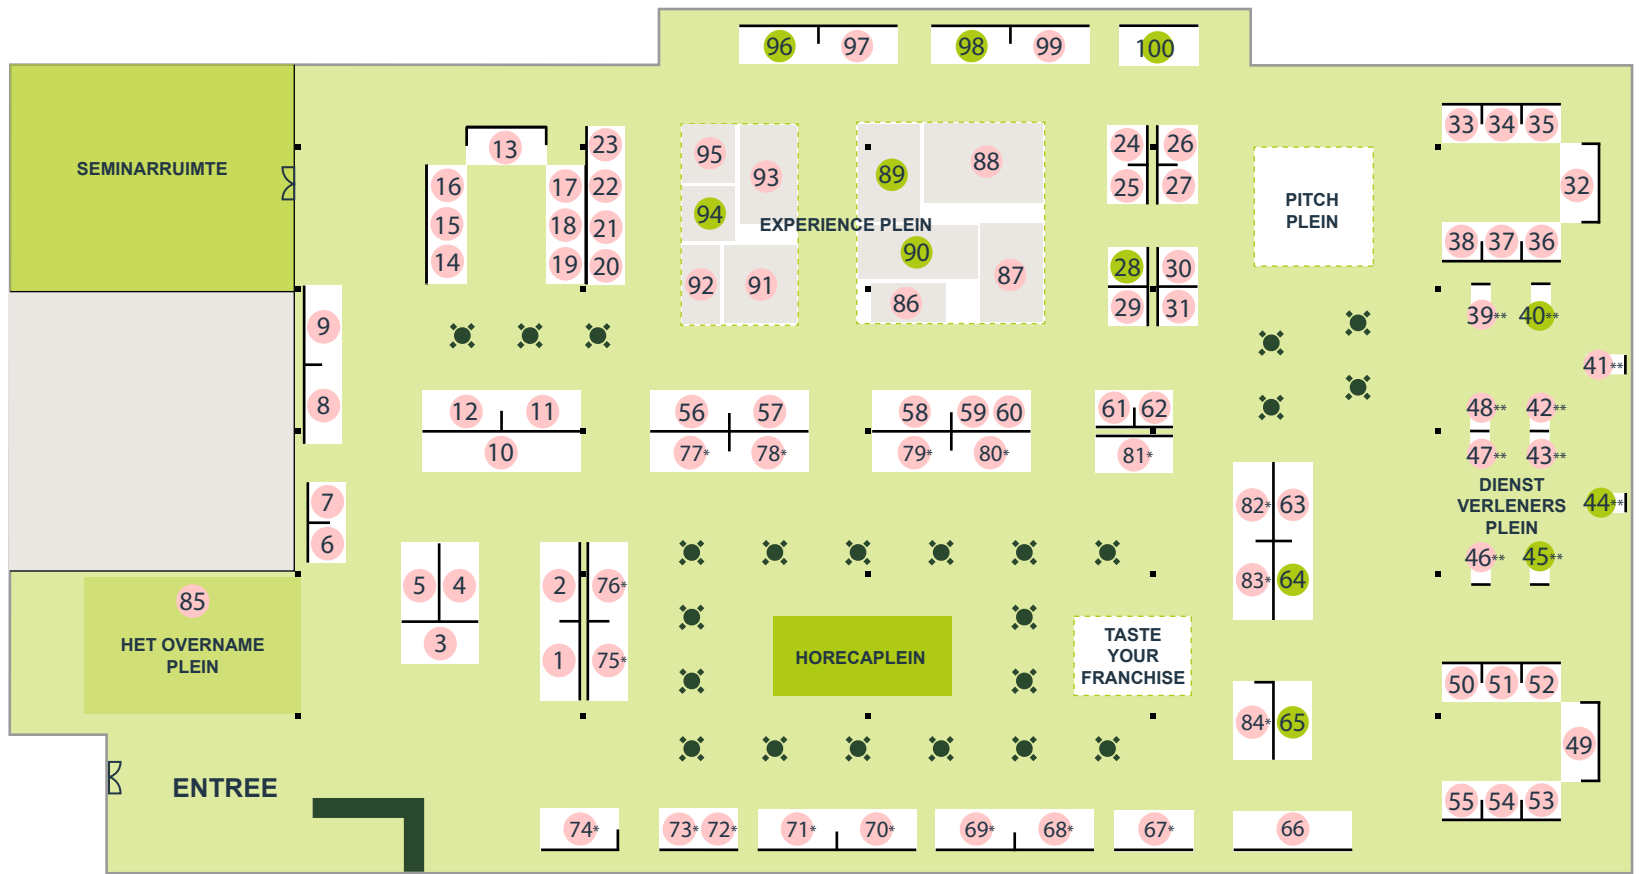 96 97 98 99 100
SEMINARRUIMTE
13 23
16 17 22
15 18 21
14 19 20
95 93
94
92 91
EXPERIENCE PLEIN
89 88
90
86 87
24 26
25 27
28 30
29 31
PITCH
PLEIN
33 34 35
32
38 37 36
39** 40**
41**
48** 42**
47** 43**
DIENST
VERLENERS
PLEIN
44**
46** 45**
9
8
12 11
10
56 57
77* 78*
58 59 60
79* 80*
61 62
81*
7
6
82* 63
83* 64
5 4
3
2 76*
1 75*
85
HET OVERNAME
PLEIN
HORECAPLEIN
TASTE
YOUR
FRANCHISE
84* 65
50 51 52
49
55 54 53
ENTREE
74* 73* 72* 71* 70* 69* 68* 67* 66